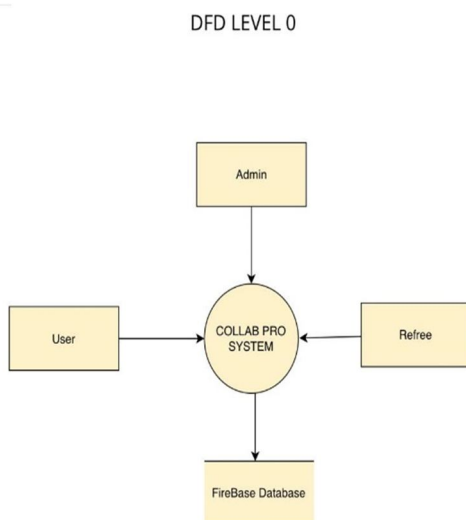 DFD LEVEL 0
Admin
User
COLLAB PRO
SYSTEM
Refree
FireBase Database